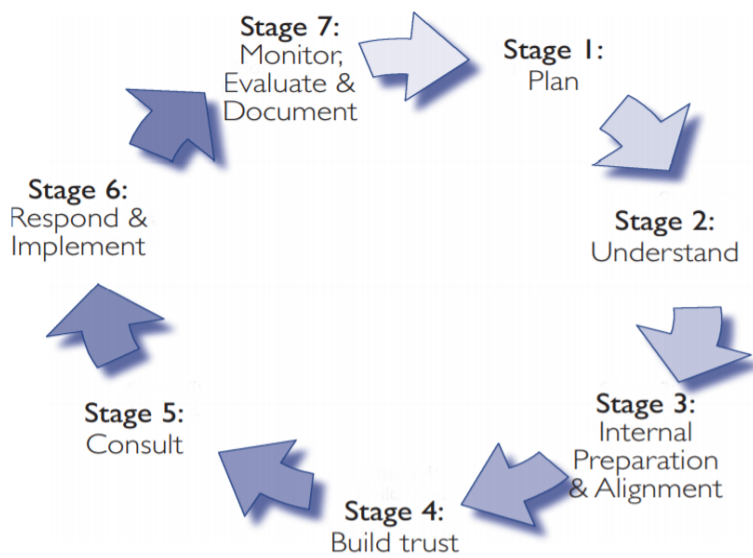 Stage 1:
Plan
Stage 2:
Understand
Stage 3:
Internal
Preparation
& Alignment
Stage 4:
Build trust
Stage 5:
Consult
Stage 6:
Respond &
Implement
Stage 7:
Monitor,
Evaluate &
Document